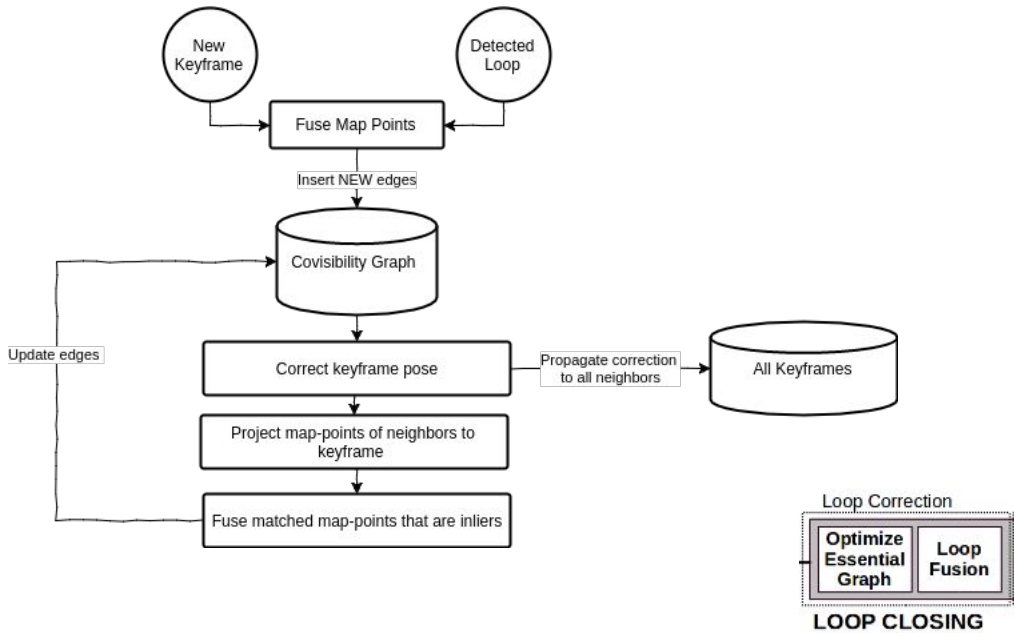 New
Keyframe
Detected
Loop
Fuse Map Points
Insert NEW edges
Covisibility Graph
Update edges
Correct keyframe pose
Propagate correction
to all neighbors
All Keyframes
Project map-points of neighbors to
keyframe
Fuse matched map-points that are inliers
Loop Correction
Optimize
Essential
Graph
Loop
Fusion
LOOP CLOSING